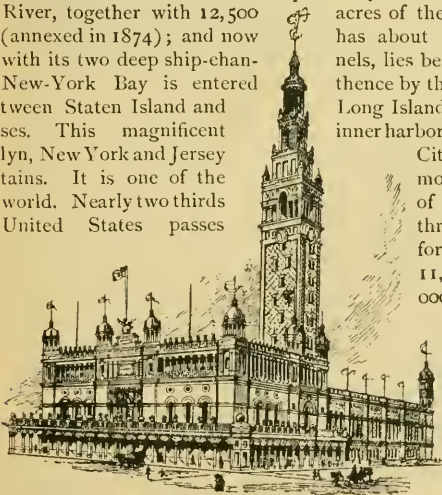 River, together with 12,500 acres of the
(annexed in 1874); and now has about
with its two deep ship-chan- nels, lies be
New-York Bay is entered thence by th
tween Staten Island and Long Island
ses. This magnificent inner harbor
lyn, New York and Jersey Cit
tains. It is one of the mo
world. Nearly two thirds of
United States passes thr
for
11,
000